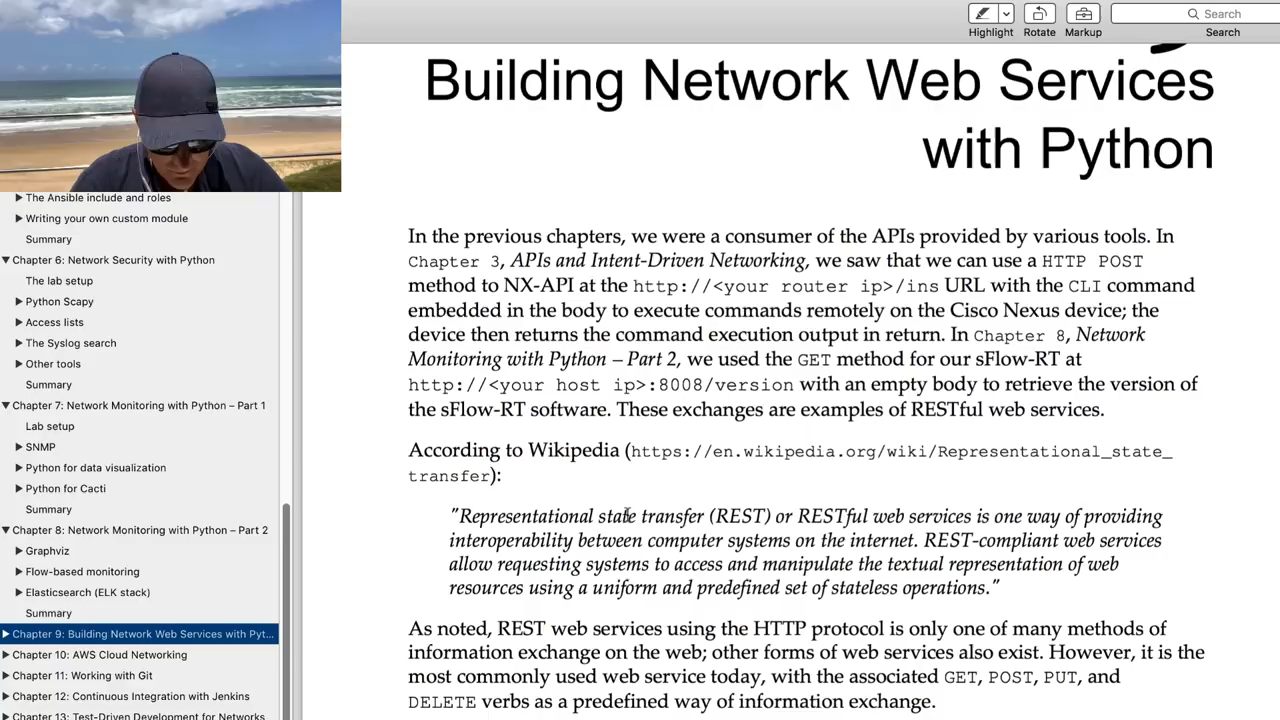 Highlight
Rotate
Markup
Search
Search
Building Network Web Services
with Python
In the previous chapters, we were a consumer of the APIs provided by various tools. In
Chapter 3, APIs and Intent-Driven Networking, we saw that we can use a HTTP POST
method to NX-API at the http://<your router ip>/ins URL with the CLI command
embedded in the body to execute commands remotely on the Cisco Nexus device; the
device then returns the command execution output in return. In Chapter 8, Network
Monitoring with Python – Part 2, we used the GET method for our sFlow-RT at
http://<your host ip>:8008/version with an empty body to retrieve the version of
the sFlow-RT software. These exchanges are examples of RESTful web services.
According to Wikipedia (https://en.wikipedia.org/wiki/Representational_state_
transfer):
"Representational state transfer (REST) or RESTful web services is one way of providing
interoperability between computer systems on the internet. REST-compliant web services
allow requesting systems to access and manipulate the textual representation of web
resources using a uniform and predefined set of stateless operations."
As noted, REST web services using the HTTP protocol is only one of many methods of
information exchange on the web; other forms of web services also exist. However, it is the
most commonly used web service today, with the associated GET, POST, PUT, and
DELETE verbs as a predefined way of information exchange.
The Ansible include and roles
Writing your own custom module
Summary
Chapter 6: Network Security with Python
The lab setup
Python Scapy
Access lists
The Syslog search
Other tools
Summary
Chapter 7: Network Monitoring with Python – Part 1
Lab setup
SNMP
Python for data visualization
Python for Cacti
Summary
Chapter 8: Network Monitoring with Python – Part 2
Graphviz
Flow-based monitoring
Elasticsearch (ELK stack)
Summary
Chapter 9: Building Network Web Services with Pyt...
Chapter 10: AWS Cloud Networking
Chapter 11: Working with Git
Chapter 12: Continuous Integration with Jenkins
Chapter 13: Test-Driven Development for Networks